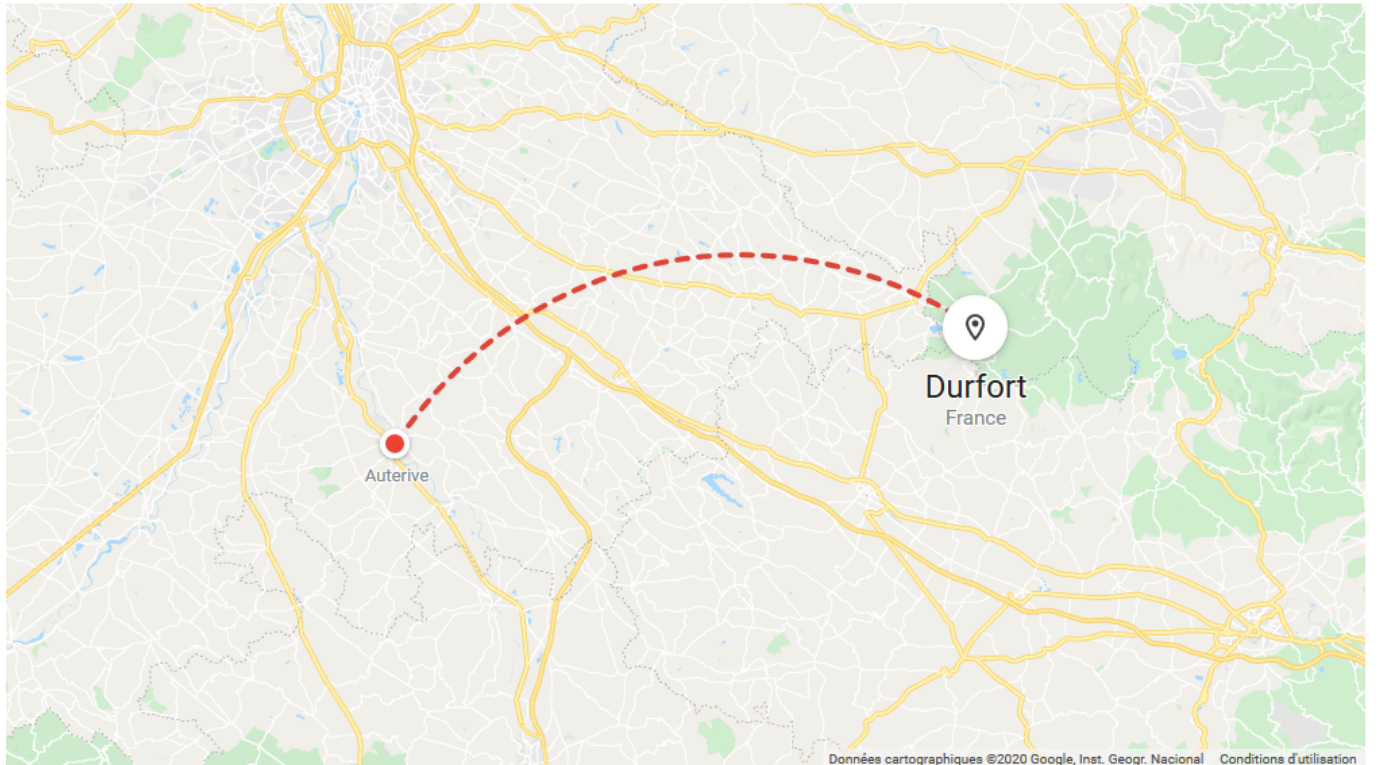 Durfort
France
Auterive
Données cartographiques ©2020 Google, Inst. Geogr. Nacional Conditions d'utilisation